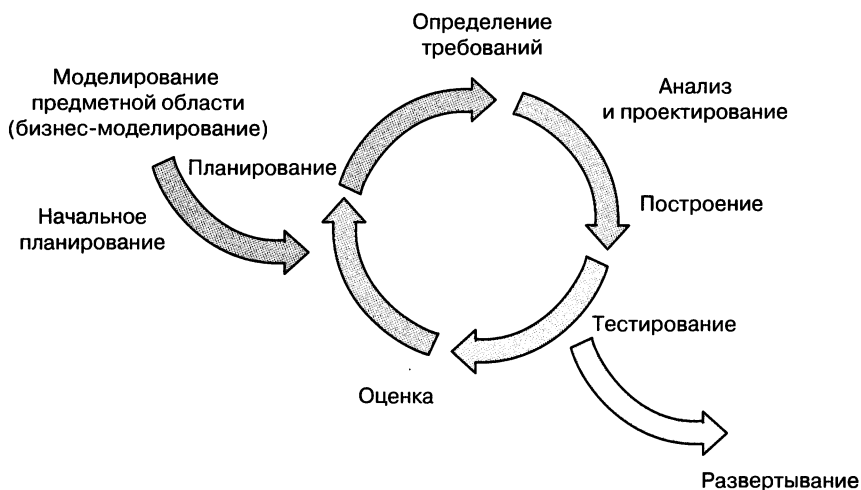 Определение
требований
Моделирование
предметной области
(бизнес-моделирование)
Анализ
и проектирование
Планирование
Начальное
планирование
Построение
Тестирование
Оценка
Развертывание